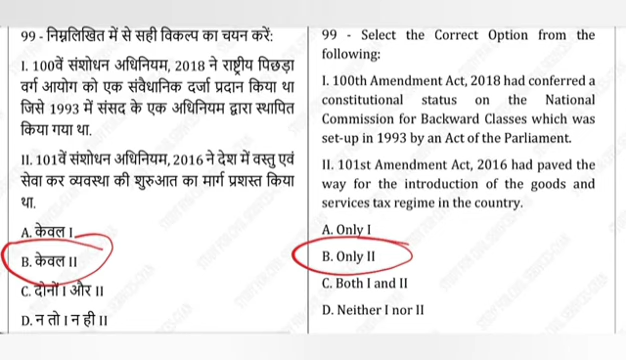 99 - निम्नलिखित में से सही विकल्प का चयन करें:
I. 100वें संशोधन अधिनियम, 2018 ने राष्ट्रीय पिछड़ा
वर्ग आयोग को एक संवैधानिक दर्जा प्रदान किया था
जिसे 1993 में संसद के एक अधिनियम द्वारा स्थापित
किया गया था.
II. 101वें संशोधन अधिनियम, 2016 ने देश में वस्तु एवं
सेवा कर व्यवस्था की शुरुआत का मार्ग प्रशस्त किया
था.
A. केवल I
B. केवल II
C. दोनों I और II
D. न तो I न ही II
99 - Select the Correct Option from the
following:
I. 100th Amendment Act, 2018 had conferred a
constitutional status on the National
Commission for Backward Classes which was
set-up in 1993 by an Act of the Parliament.
II. 101st Amendment Act, 2016 had paved the
way for the introduction of the goods and
services tax regime in the country.
A. Only I
B. Only II
C. Both I and II
D. Neither I nor II